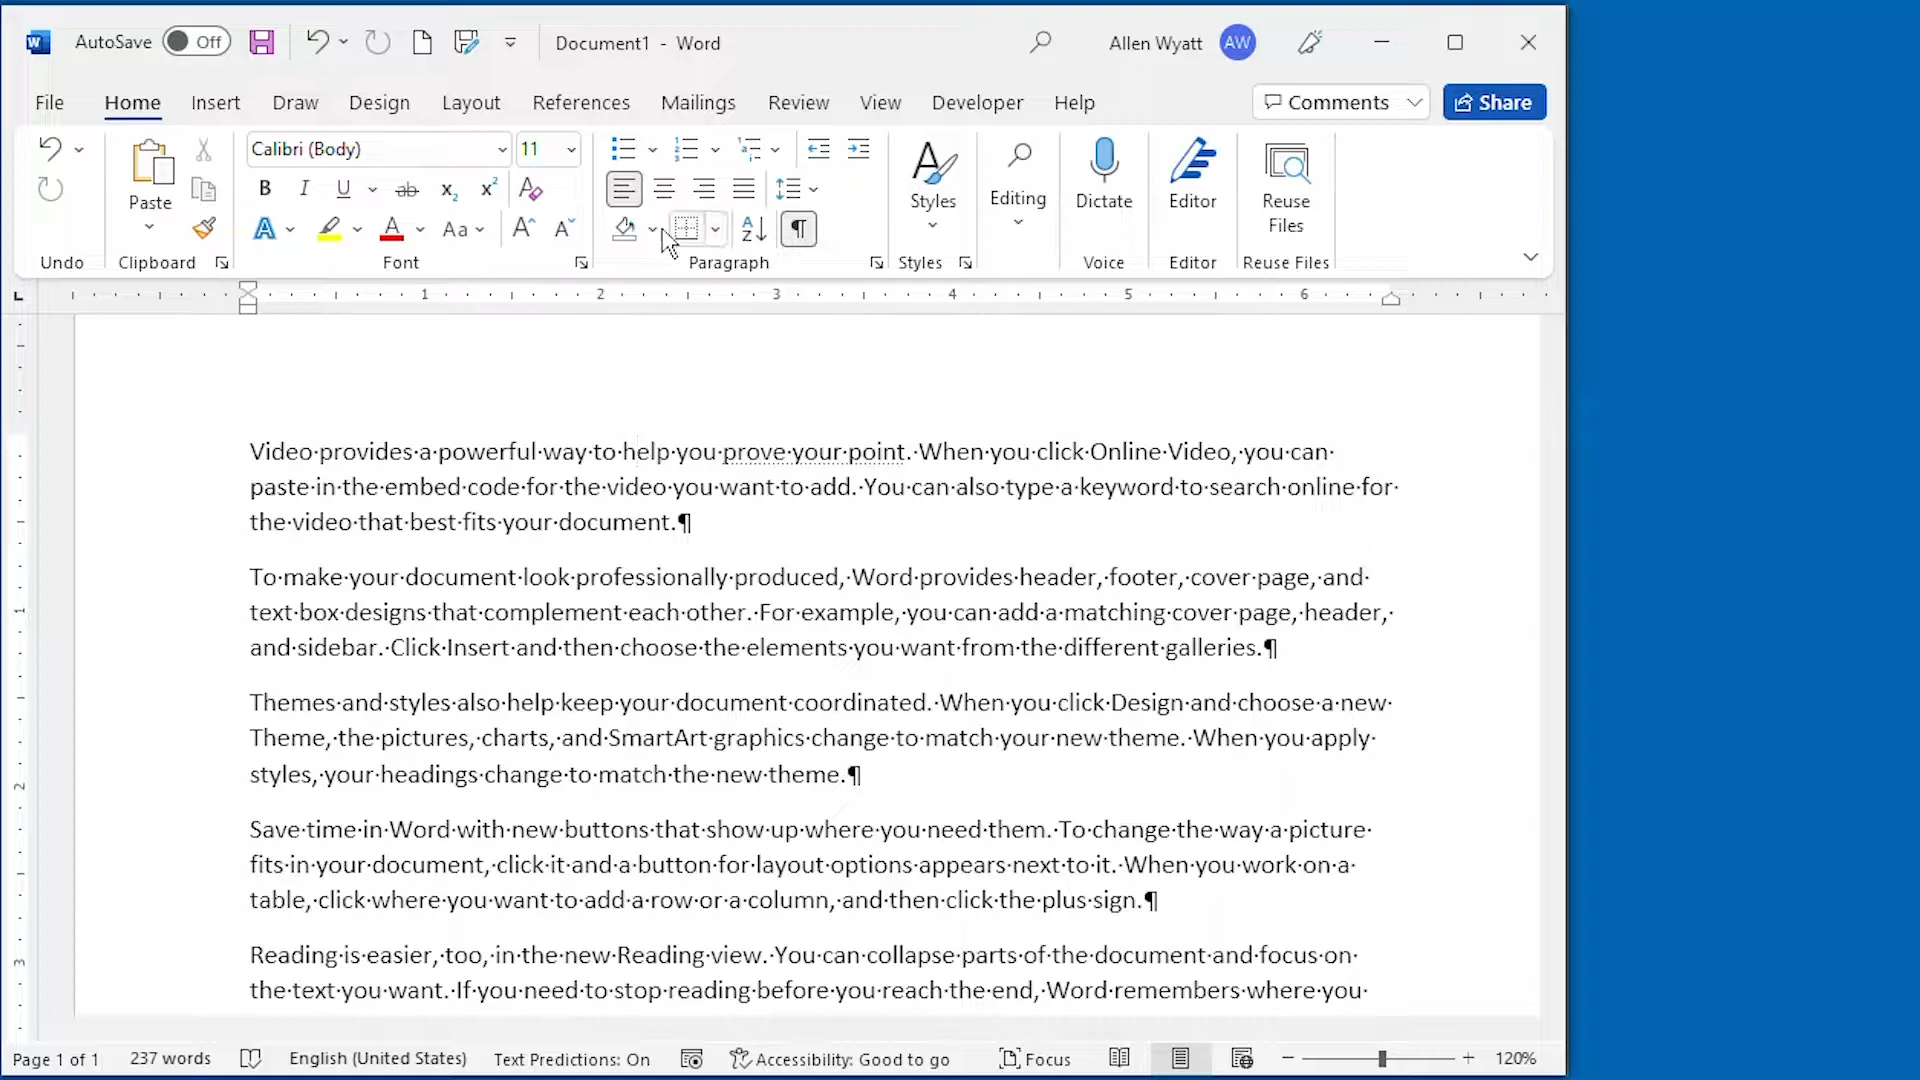 AutoSave Off Document1 - Word Allen Wyatt AW
File Home Insert Draw Design Layout References Mailings Review View Developer Help Comments Share
Calibri (Body) 11
Paste Styles Editing Dictate Editor Reuse Files
Undo Clipboard Font Paragraph Styles Voice Editor Reuse Files
1 2 3 4 5 6
Video provides a powerful way to help you prove your point. When you click Online Video, you can
paste in the embed code for the video you want to add. You can also type a keyword to search online for
the video that best fits your document.¶
To make your document look professionally produced, Word provides header, footer, cover page, and
text box designs that complement each other. For example, you can add a matching cover page, header,
and sidebar. Click Insert and then choose the elements you want from the different galleries.¶
Themes and styles also help keep your document coordinated. When you click Design and choose a new
Theme, the pictures, charts, and SmartArt graphics change to match your new theme. When you apply
styles, your headings change to match the new theme.¶
Save time in Word with new buttons that show up where you need them. To change the way a picture
fits in your document, click it and a button for layout options appears next to it. When you work on a
table, click where you want to add a row or a column, and then click the plus sign.¶
Reading is easier, too, in the new Reading view. You can collapse parts of the document and focus on
the text you want. If you need to stop reading before you reach the end, Word remembers where you
Page 1 of 1 237 words English (United States) Text Predictions: On Accessibility: Good to go Focus 120%